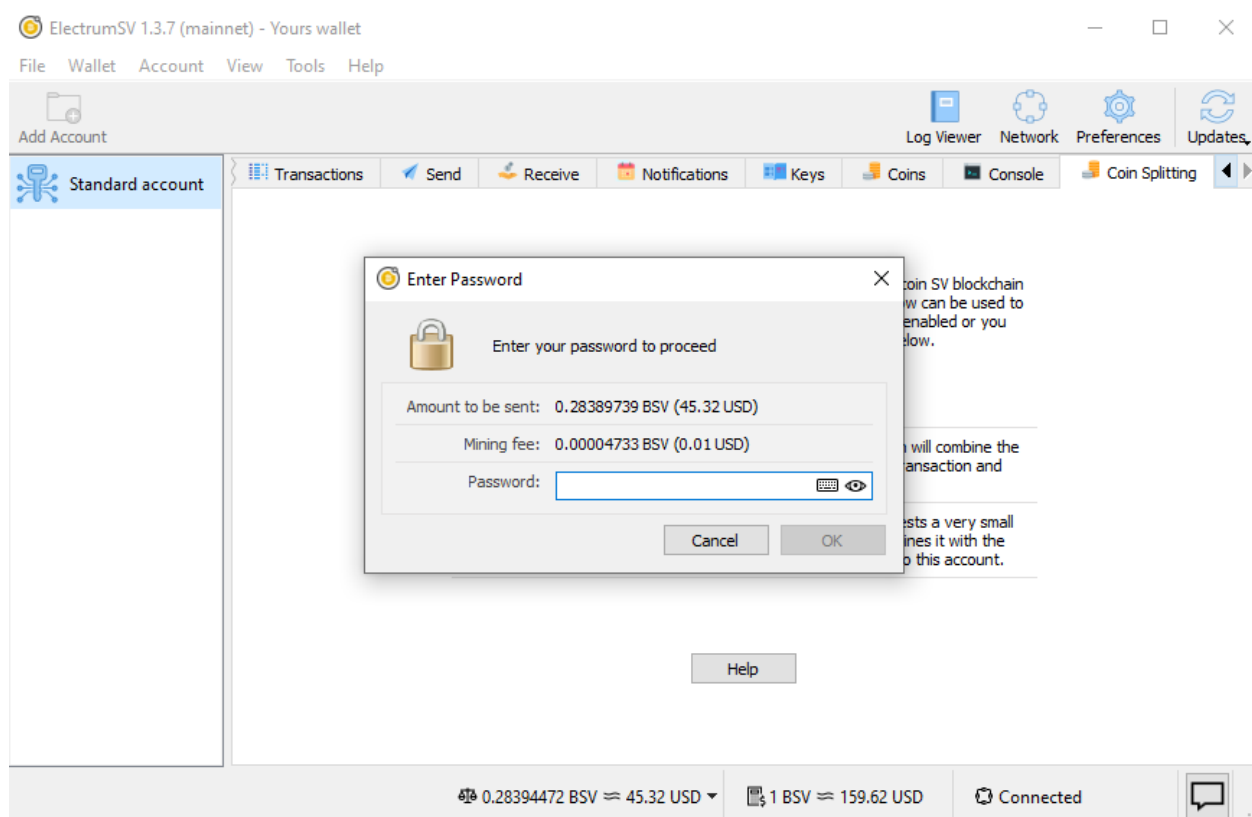 ElectrumSV 1.3.7 (mainnet) - Yours wallet
File Wallet Account View Tools Help
Add Account
Log Viewer Network Preferences Updates
Standard account
Transactions Send Receive Notifications Keys Coins Console Coin Splitting
Enter Password
coin SV blockchain
can be used to
enabled or you
Enter your password to proceed
Amount to be sent: 0.28389739 BSV (45.32 USD)
Mining fee: 0.00004733 BSV (0.01 USD)
will combine the
and
Password:
a very small
it with the
this account.
Cancel OK
Help
0.28394472 BSV ≈ 45.32 USD
1 BSV ≈ 159.62 USD
Connected